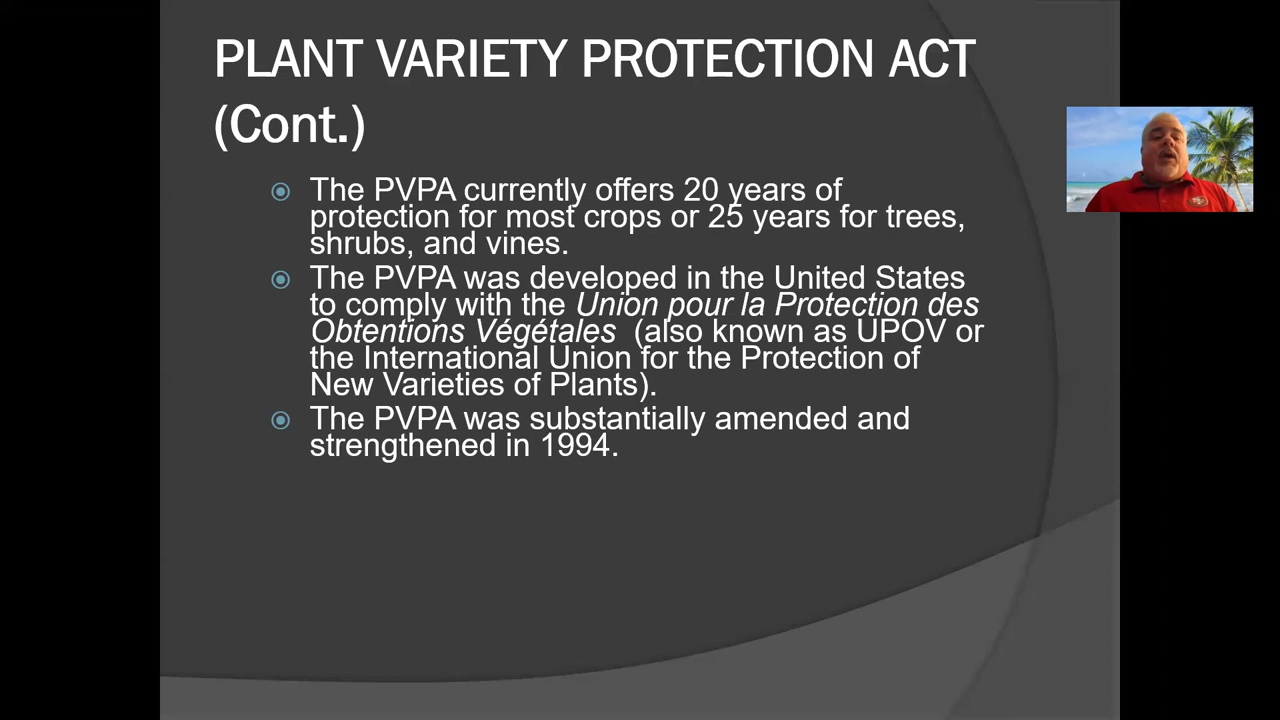 PLANT VARIETY PROTECTION ACT
(Cont.)
The PVPA currently offers 20 years of
protection for most crops or 25 years for trees,
shrubs, and vines.
The PVPA was developed in the United States
to comply with the Union pour la Protection des
Obtentions Végétales (also known as UPOV or
the International Union for the Protection of
New Varieties of Plants).
The PVPA was substantially amended and
strengthened in 1994.